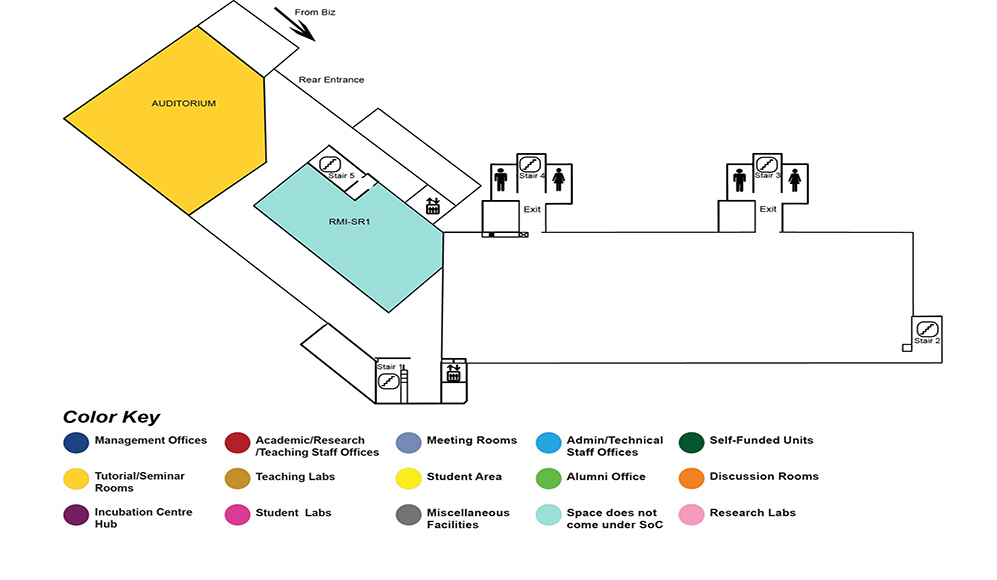 From Biz
Rear Entrance
AUDITORIUM
Stair 5
Stair 4
Stair 3
RMI-SR1
Exit
Exit
Stair 2
Stair 1
Color Key
Management Offices
Academic/Research
/Teaching Staff Offices
Meeting Rooms
Admin/Technical
Staff Offices
Self-Funded Units
Tutorial/Seminar
Rooms
Teaching Labs
Student Area
Alumni Office
Discussion Rooms
Incubation Centre
Hub
Student Labs
Miscellaneous
Facilities
Space does not
come under SoC
Research Labs